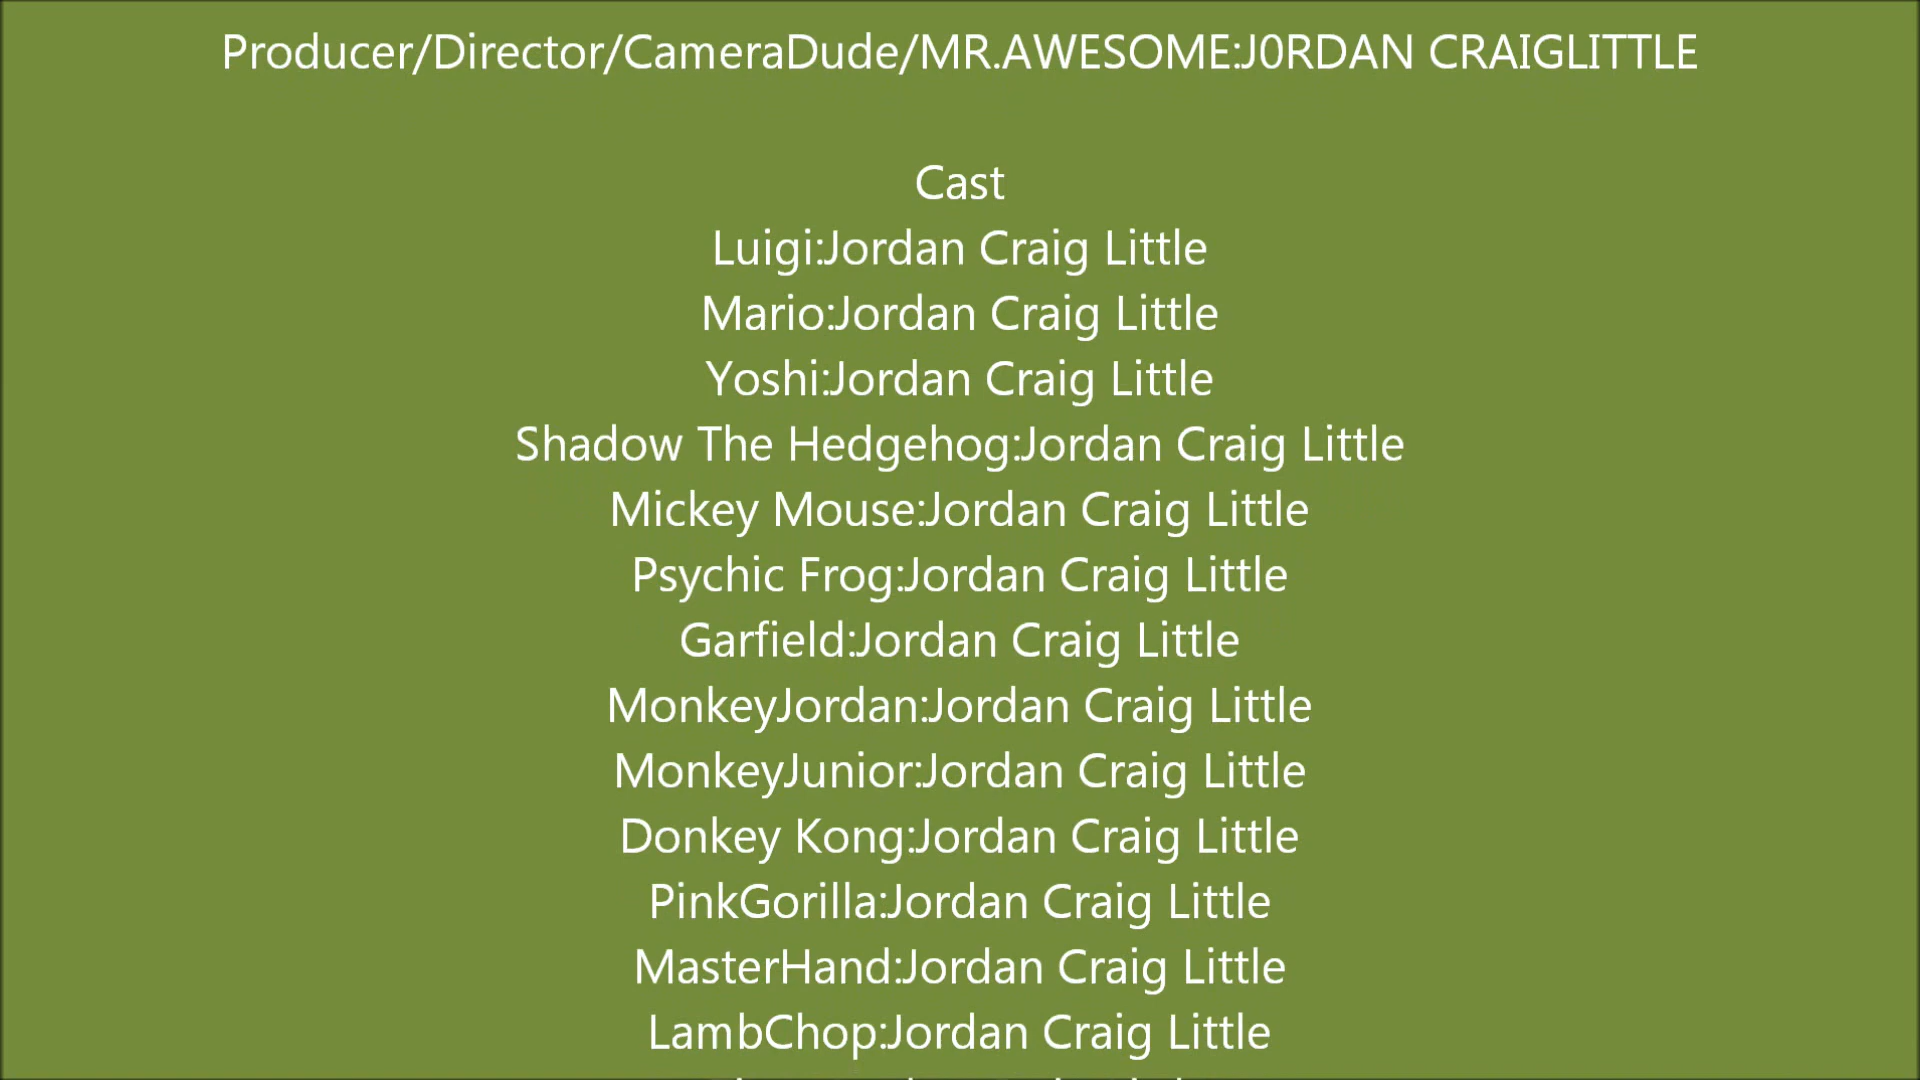 Producer/Director/CameraDude/MR.AWESOME:J0RDAN CRAIGLITTLE
Cast
Luigi:Jordan Craig Little
Mario:Jordan Craig Little
Yoshi:Jordan Craig Little
Shadow The Hedgehog:Jordan Craig Little
Mickey Mouse:Jordan Craig Little
Psychic Frog:Jordan Craig Little
Garfield:Jordan Craig Little
MonkeyJordan:Jordan Craig Little
MonkeyJunior:Jordan Craig Little
Donkey Kong:Jordan Craig Little
PinkGorilla:Jordan Craig Little
MasterHand:Jordan Craig Little
LambChop:Jordan Craig Little